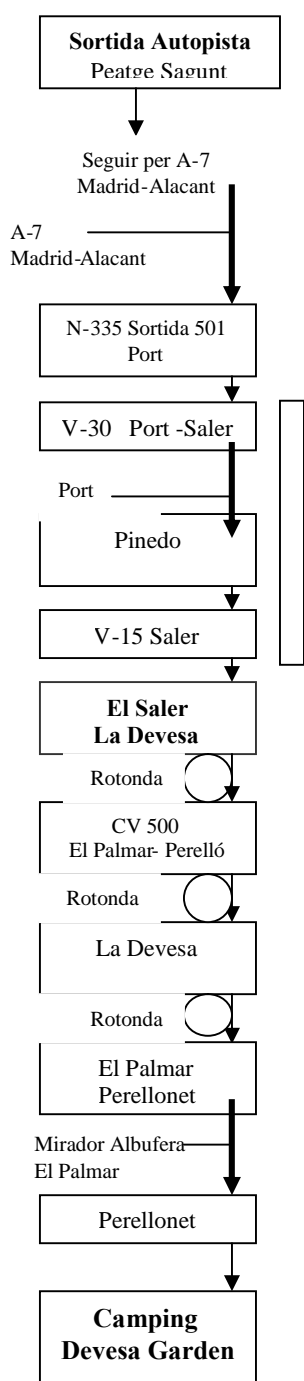 Sortida Autopista
Peatge Sagunt
Seguir per A-7
Madrid-Alacant
A-7
Madrid-Alacant
N-335 Sortida 501
Port
V-30 Port -Saler
Port
Pinedo
V-15 Saler
El Saler
La Devesa
Rotonda
CV 500
El Palmar- Perelló
Rotonda
La Devesa
Rotonda
El Palmar
Perellonet
Mirador Albufera
El Palmar
Perellonet
Camping
Devesa Garden